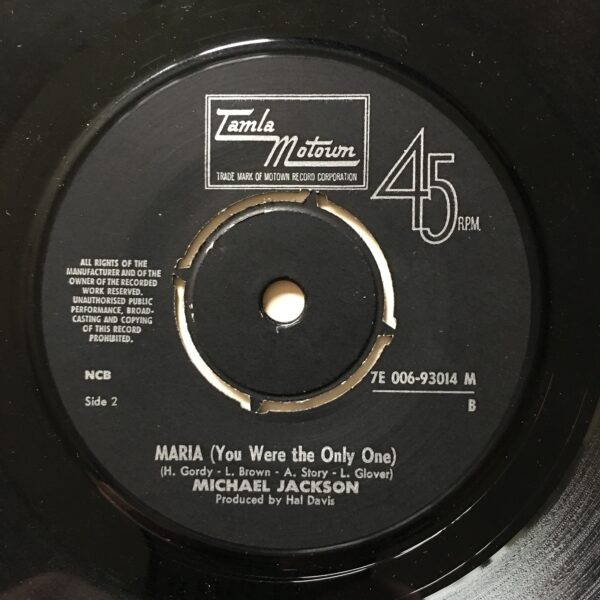 Tamla
Motown
TRADE MARK OF MOTOWN RECORD CORPORATION
45
R.P.M.
ALL RIGHTS OF THE
MANUFACTURER AND OF THE
OWNER OF THE RECORDED
WORK RESERVED.
UNAUTHORISED PUBLIC
PERFORMANCE, BROAD-
CASTING AND COPYING
OF THIS RECORD
PROHIBITED.
NCB
Side 2
7E 006-93014 M
B
MARIA (You Were the Only One)
(H. Gordy - L. Brown - A. Story - L. Glover)
MICHAEL JACKSON
Produced by Hal Davis